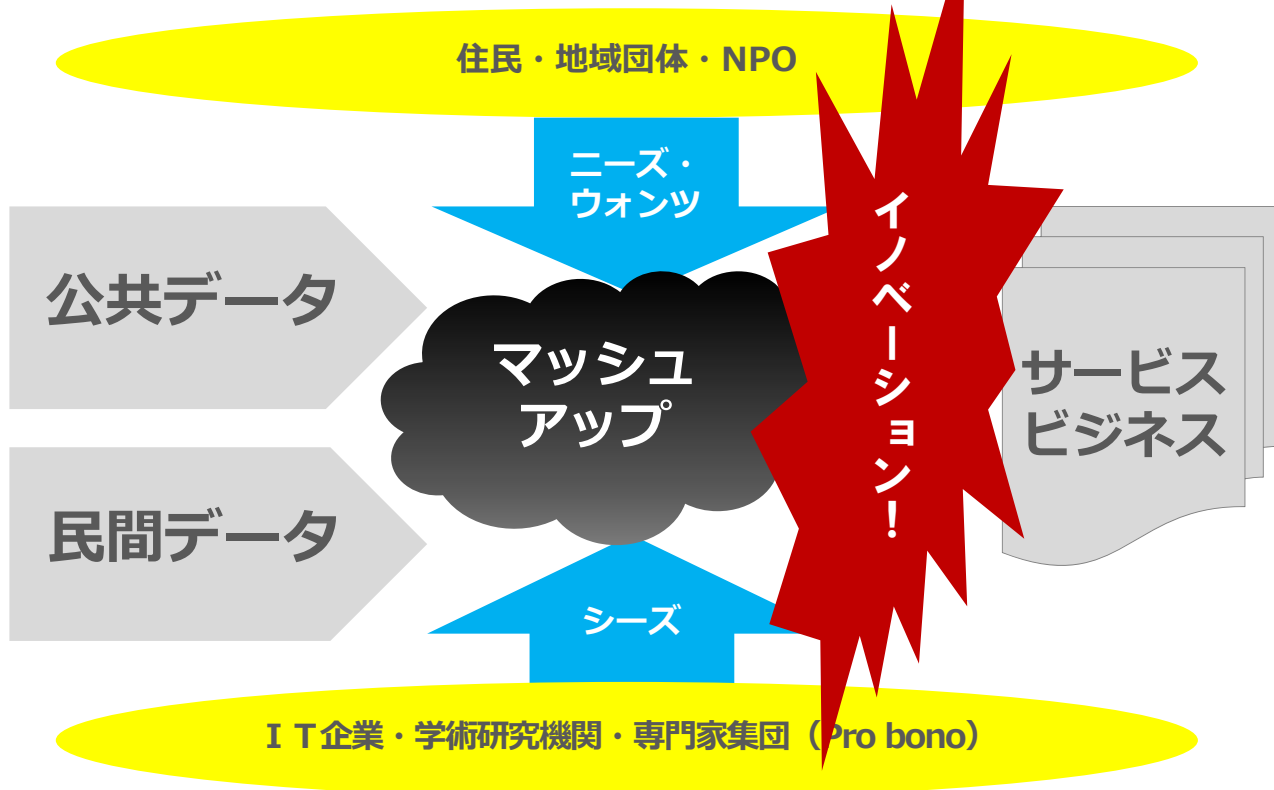 住民・地域団体・NPO
ニーズ・
ウォンツ
公共データ
民間データ
マッシュ
アップ
イノベーション！
サービス
ビジネス
シーズ
ＩＴ企業・学術研究機関・専門家集団（Pro bono）